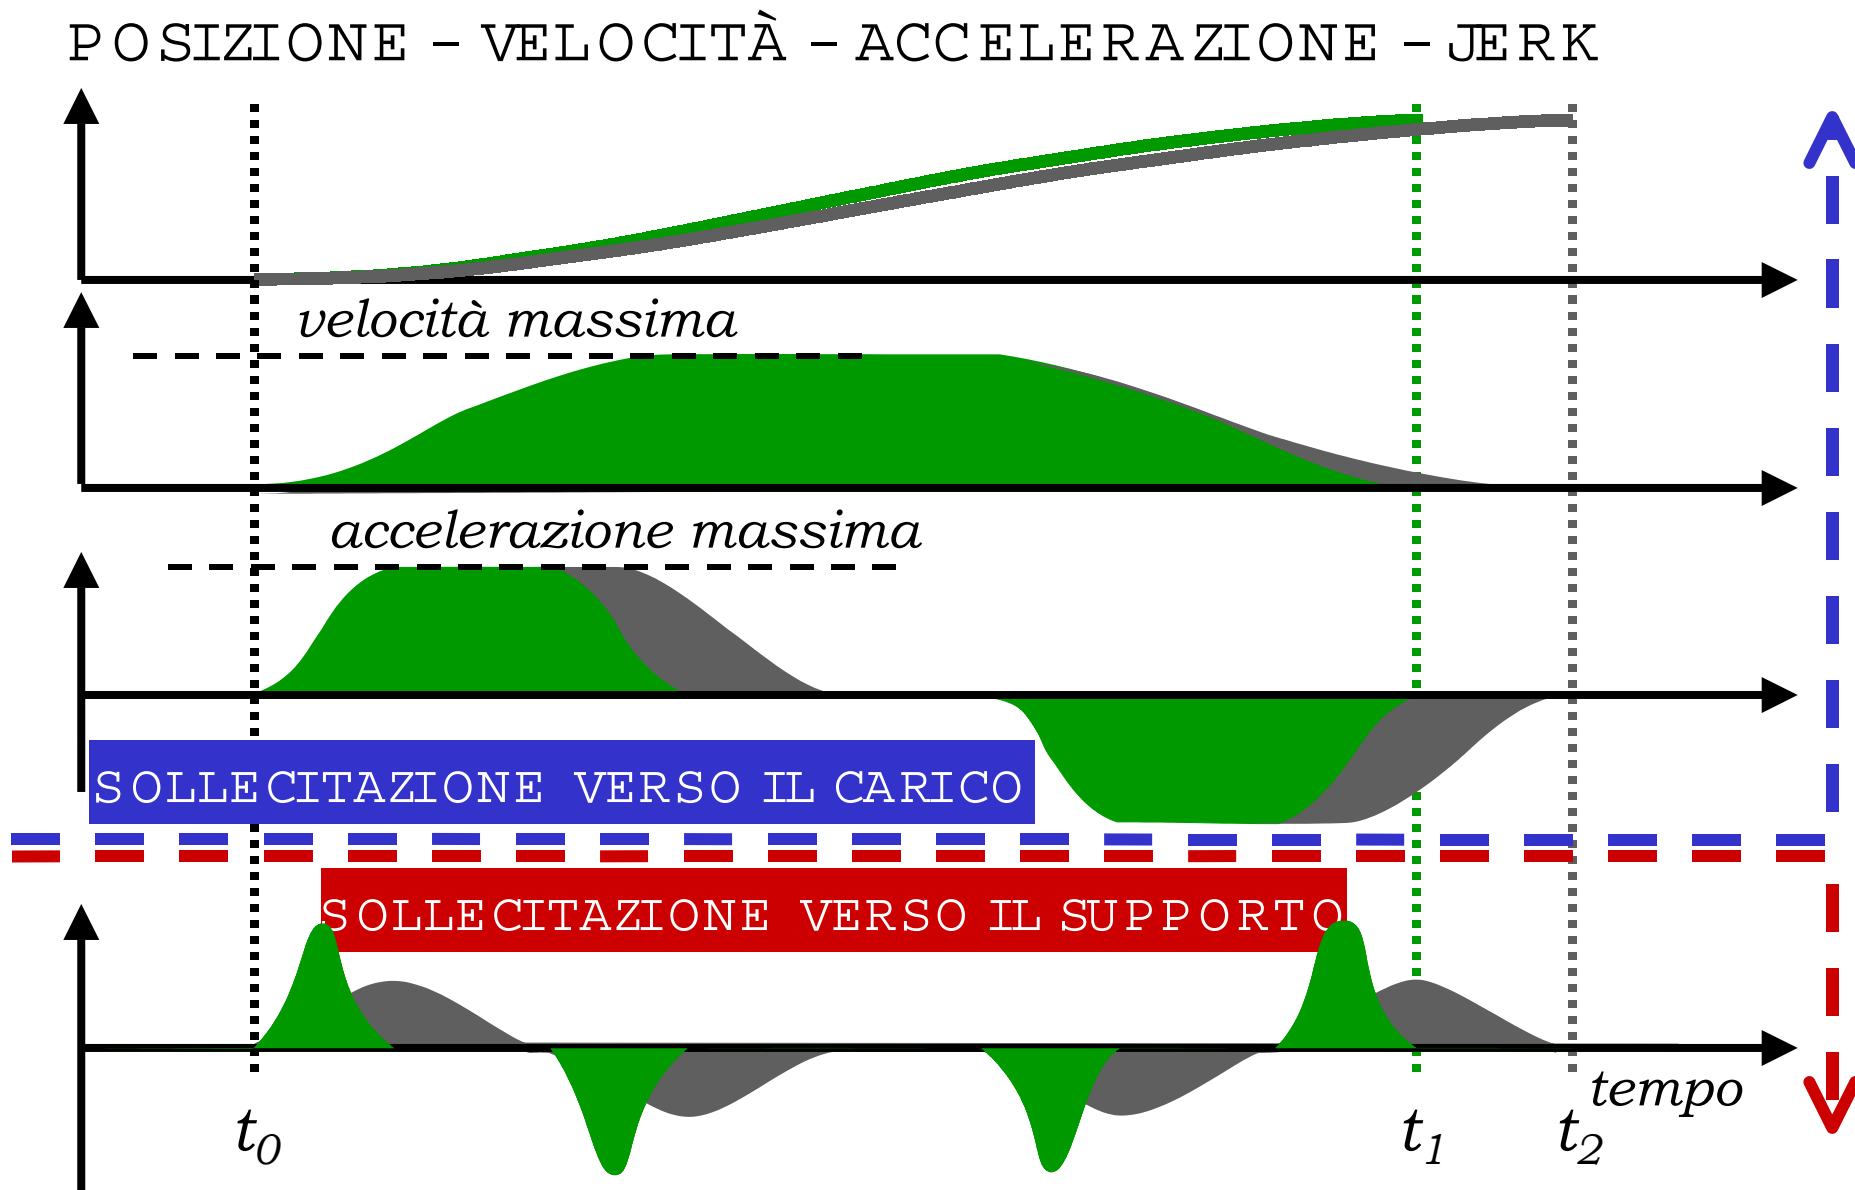 POSIZIONE – VELOCITÀ – ACCELERAZIONE – JERK
velocità massima
accelerazione massima
SOLLECITAZIONE VERSO IL CARICO
SOLLECITAZIONE VERSO IL SUPPORTO
tempo
t0 t1 t2